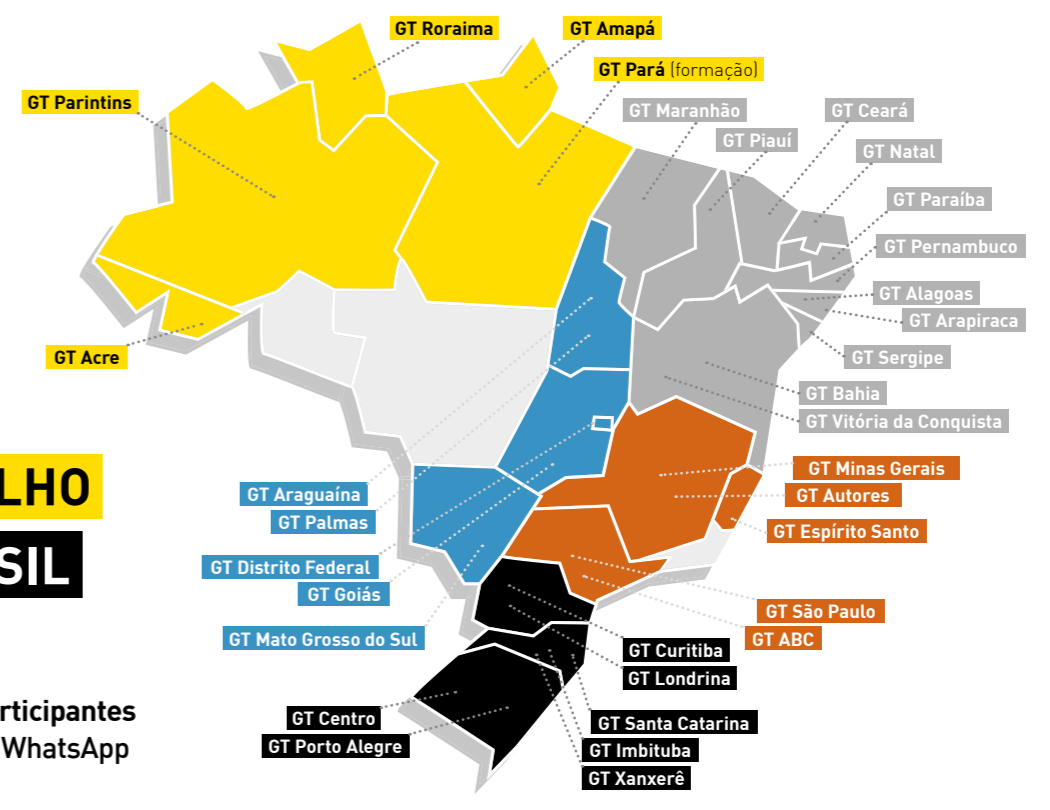 GT Roraima
GT Amapá
GT Pará (formação)
GT Parintins
GT Maranhão
GT Ceará
GT Piauí
GT Natal
GT Paraíba
GT Pernambuco
GT Alagoas
GT Arapiraca
GT Acre
GT Sergipe
GT Bahia
GT Vitória da Conquista
LHO
SIL
GT Minas Gerais
GT Araguaína
GT Autores
GT Palmas
GT Espírito Santo
GT Distrito Federal
GT Goiás
GT São Paulo
GT Mato Grosso do Sul
GT ABC
GT Curitiba
GT Londrina
rticipantes
WhatsApp
GT Centro
GT Santa Catarina
GT Porto Alegre
GT Imbituba
GT Xanxerê